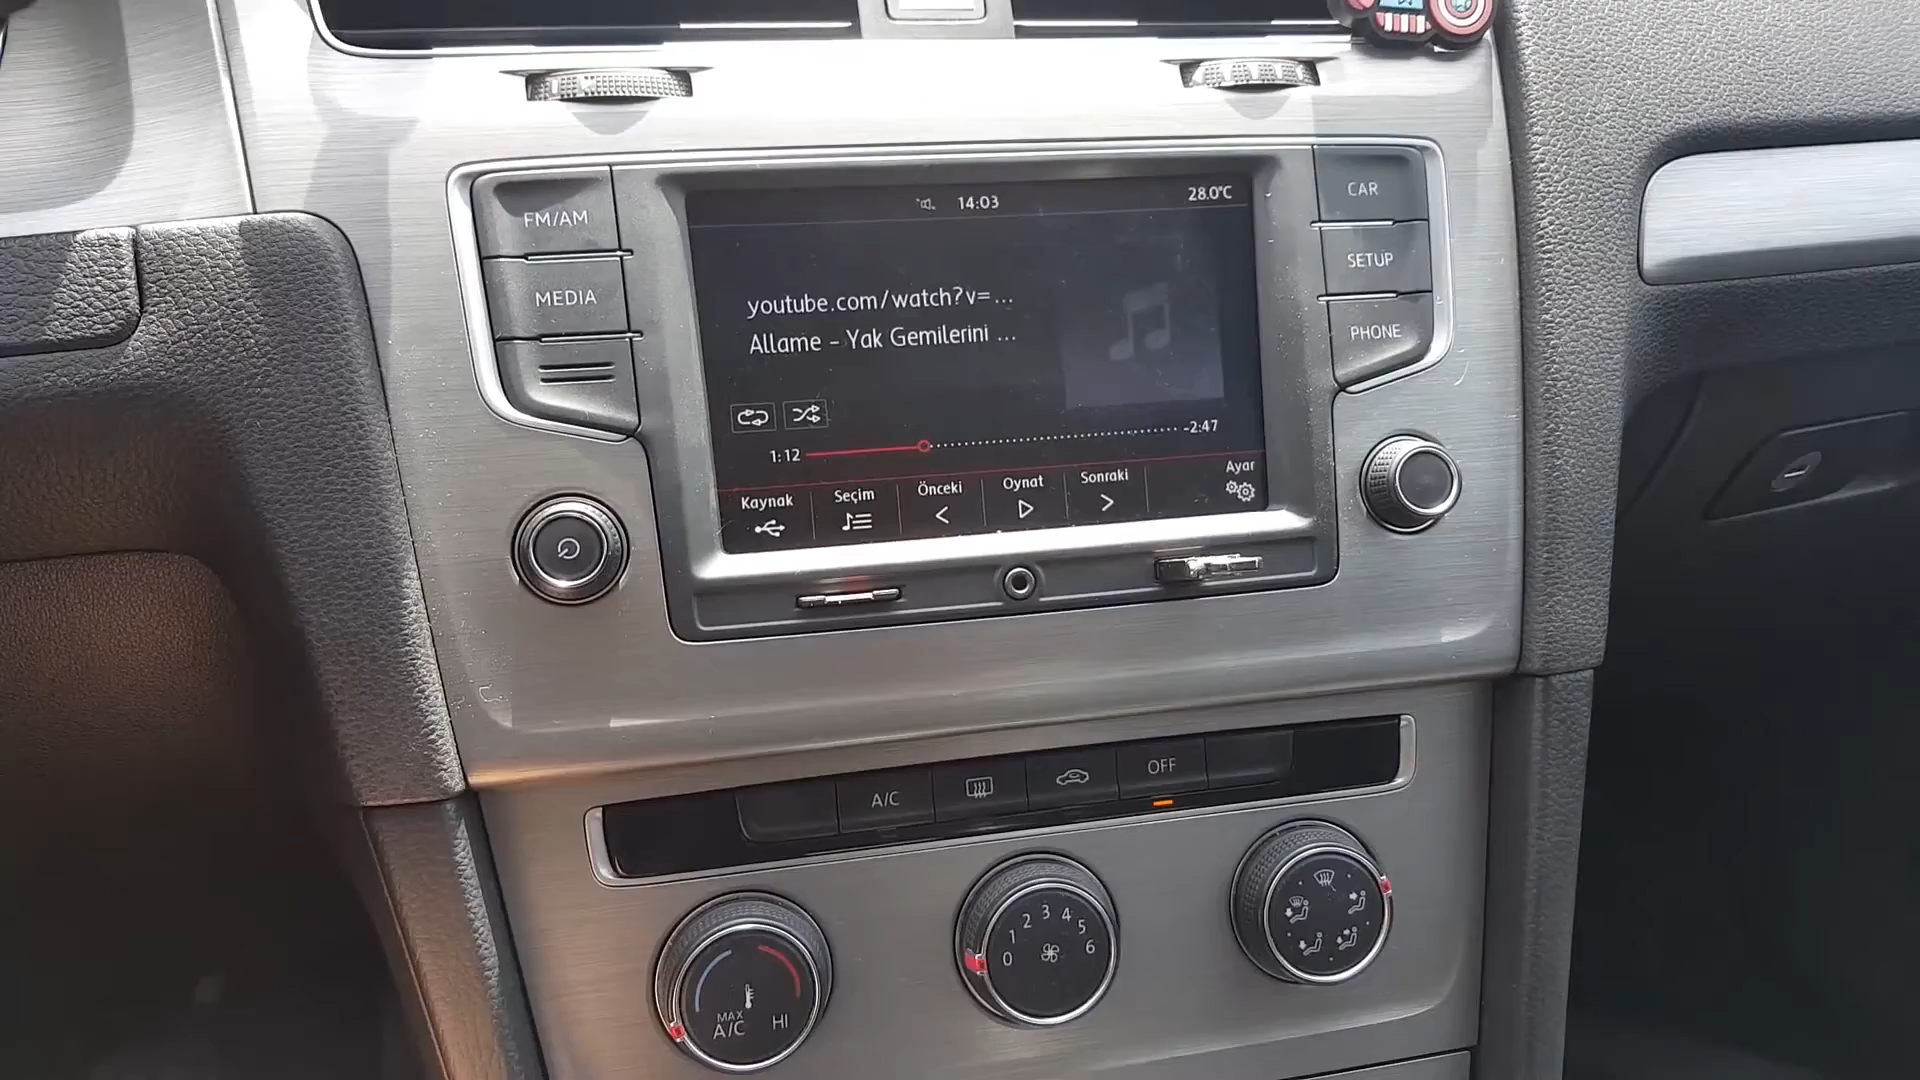 14:03
28.0°C
FM/AM
MEDIA
CAR
SETUP
PHONE
youtube.com/watch?v=...
Allame - Yak Gemilerini ...
1:12
-2:47
Kaynak
Seçim
Önceki
Oynat
Sonraki
Ayar
A/C
OFF
MAX
A/C
HI
0 1 2 3 4 5 6